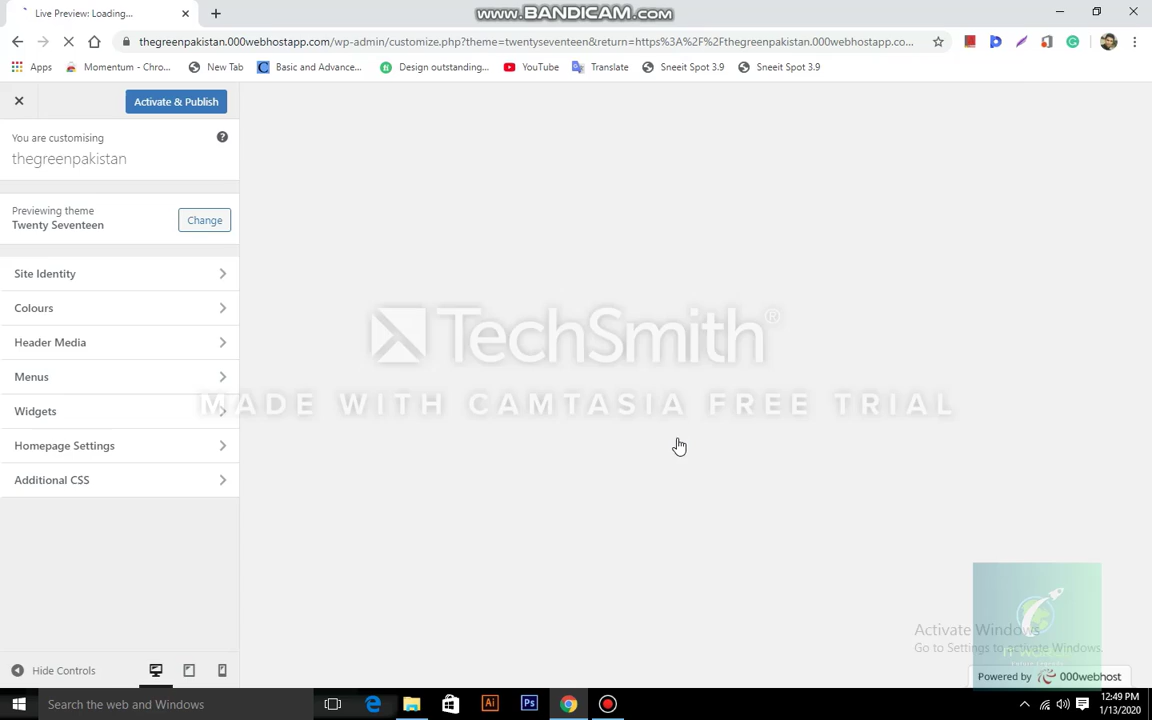 Live Preview: Loading...
www.BANDICAM.com
thegreenpakistan.000webhostapp.com/wp-admin/customize.php?theme=twentyseventeen&return=https%3A%2F%2Fthegreenpakistan.000webhostapp.co...
Apps
Momentum - Chro...
New Tab
Basic and Advance...
Design outstanding...
YouTube
Translate
Sneeit Spot 3.9
Sneeit Spot 3.9
Activate & Publish
You are customising
thegreenpakistan
Previewing theme
Twenty Seventeen
Change
Site Identity
Colours
Header Media
Menus
Widgets
Homepage Settings
Additional CSS
TechSmith®
MADE WITH CAMTASIA FREE TRIAL
Activate Windows
Go to Settings to activate Windows.
Powered by 000webhost
Hide Controls
Search the web and Windows
Ai
Ps
12:49 PM
1/13/2020